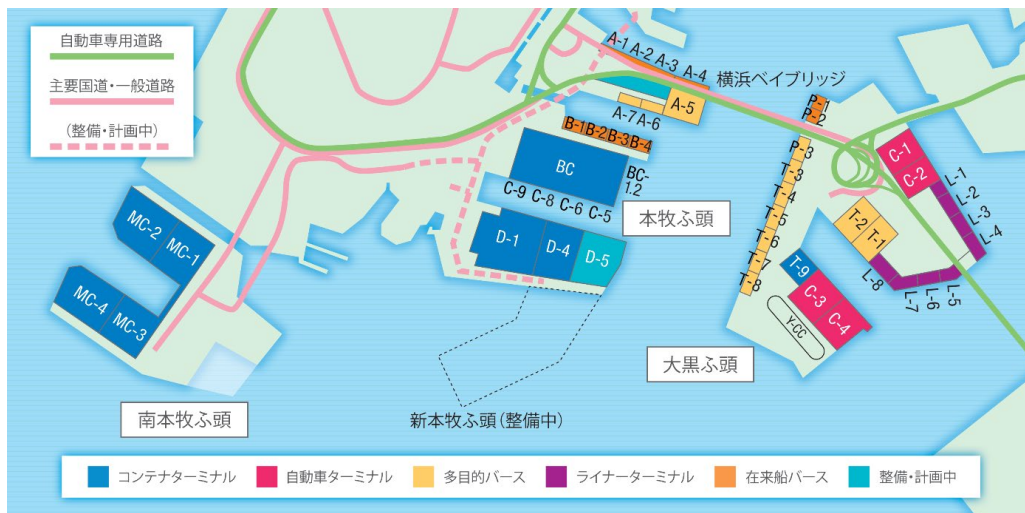 自動車専用道路
主要国道・一般道路
(整備・計画中)
A-1
A-2
A-3
A-4
横浜ベイブリッジ
A-5
A-7
A-6
B-1
B-2
B-3
B-4
BC
BC-1.2
C-9
C-8
C-6
C-5
本牧ふ頭
D-1
D-4
D-5
MC-2
MC-1
MC-4
MC-3
南本牧ふ頭
新本牧ふ頭(整備中)
P-1
P-2
P-3
T-3
T-4
T-5
T-6
T-7
T-8
C-1
C-2
L-1
L-2
L-3
L-4
T-2
T-1
L-8
L-7
L-6
L-5
T-9
C-3
C-4
Y-CC
大黒ふ頭
コンテナターミナル
自動車ターミナル
多目的バース
ライナーターミナル
在来船バース
整備・計画中